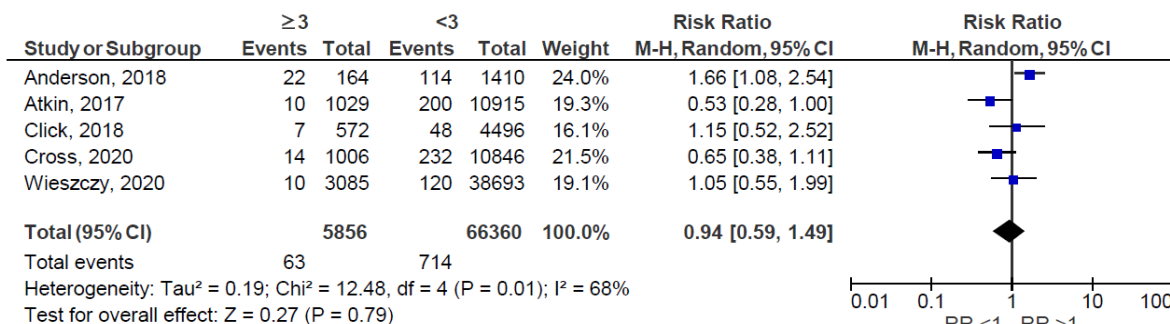 ≥3 <3 Risk Ratio Risk Ratio
Study or Subgroup Events Total Events Total Weight M-H, Random, 95% CI M-H, Random, 95% CI
Anderson, 2018 22 164 114 1410 24.0% 1.66 [1.08, 2.54]
Atkin, 2017 10 1029 200 10915 19.3% 0.53 [0.28, 1.00]
Click, 2018 7 572 48 4496 16.1% 1.15 [0.52, 2.52]
Cross, 2020 14 1006 232 10846 21.5% 0.65 [0.38, 1.11]
Wieszczy, 2020 10 3085 120 38693 19.1% 1.05 [0.55, 1.99]
Total (95% CI) 5856 66360 100.0% 0.94 [0.59, 1.49]
Total events 63 714
Heterogeneity: Tau² = 0.19; Chi² = 12.48, df = 4 (P = 0.01); I² = 68%
Test for overall effect: Z = 0.27 (P = 0.79)
0.01 0.1 1 10 100
RR <1 RR >1